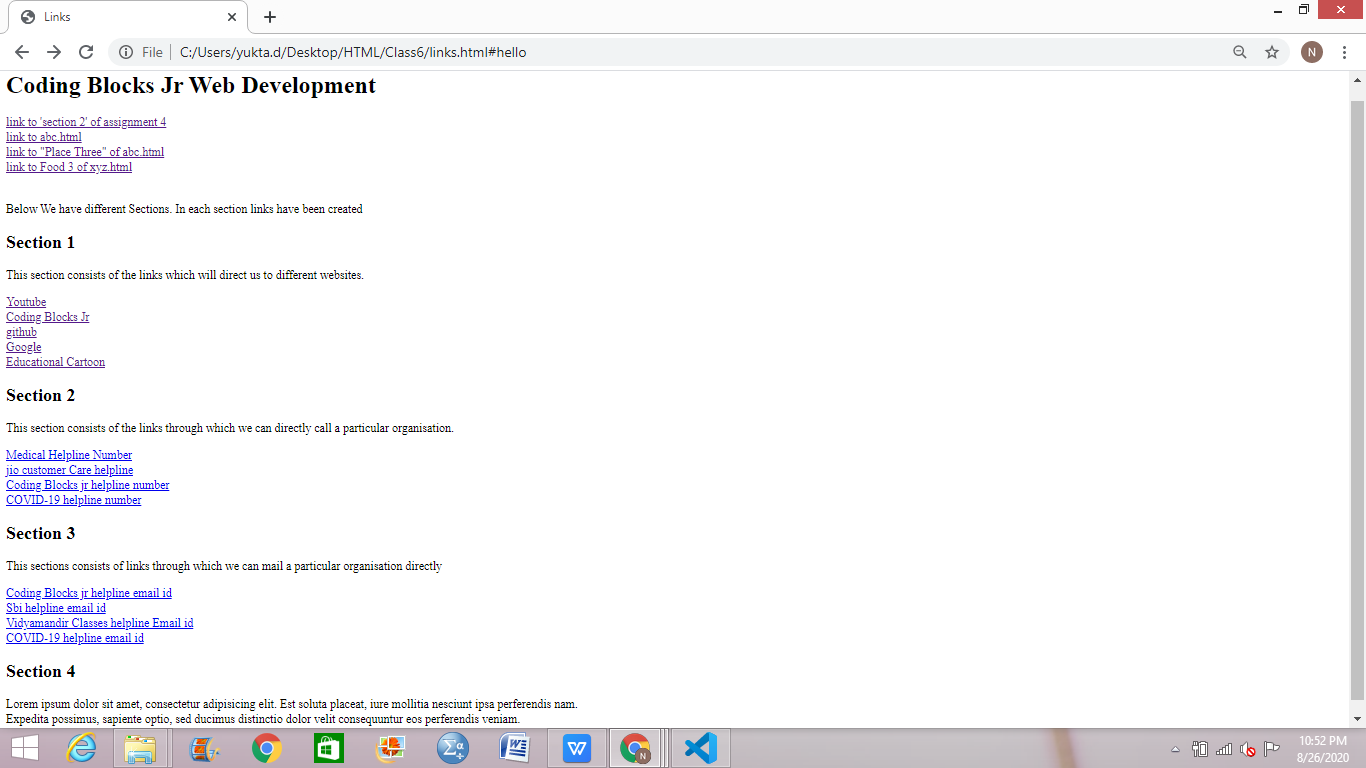 Links
File
C:/Users/yukta.d/Desktop/HTML/Class6/links.html#hello
N
Coding Blocks Jr Web Development
link to 'section 2' of assignment 4
link to abc.html
link to "Place Three" of abc.html
link to Food 3 of xyz.html
Below We have different Sections. In each section links have been created
Section 1
This section consists of the links which will direct us to different websites.
Youtube
Coding Blocks Jr
github
Google
Educational Cartoon
Section 2
This section consists of the links through which we can directly call a particular organisation.
Medical Helpline Number
jio customer Care helpline
Coding Blocks jr helpline number
COVID-19 helpline number
Section 3
This sections consists of links through which we can mail a particular organisation directly
Coding Blocks jr helpline email id
Sbi helpline email id
Vidyamandir Classes helpline Email id
COVID-19 helpline email id
Section 4
Lorem ipsum dolor sit amet, consectetur adipisicing elit. Est soluta placeat, iure mollitia nesciunt ipsa perferendis nam.
Expedita possimus, sapiente optio, sed ducimus distinctio dolor velit consequuntur eos perferendis veniam.
Σα
W
W
N
10:52 PM
8/26/2020